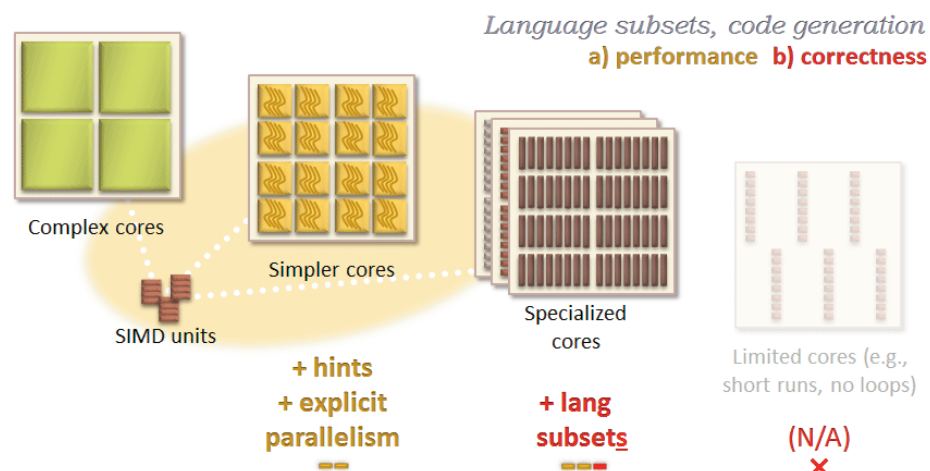 Language subsets, code generation
a) performance b) correctness
Complex cores
Simpler cores
SIMD units
Specialized
cores
Limited cores (e.g.,
short runs, no loops)
+ hints
+ explicit
parallelism
+ lang
subsets
(N/A)